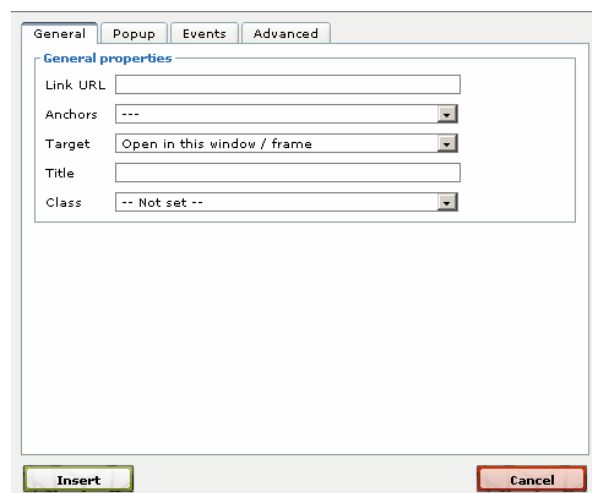 General Popup Events Advanced
General properties
Link URL
Anchors ---
Target Open in this window / frame
Title
Class -- Not set --
Insert Cancel